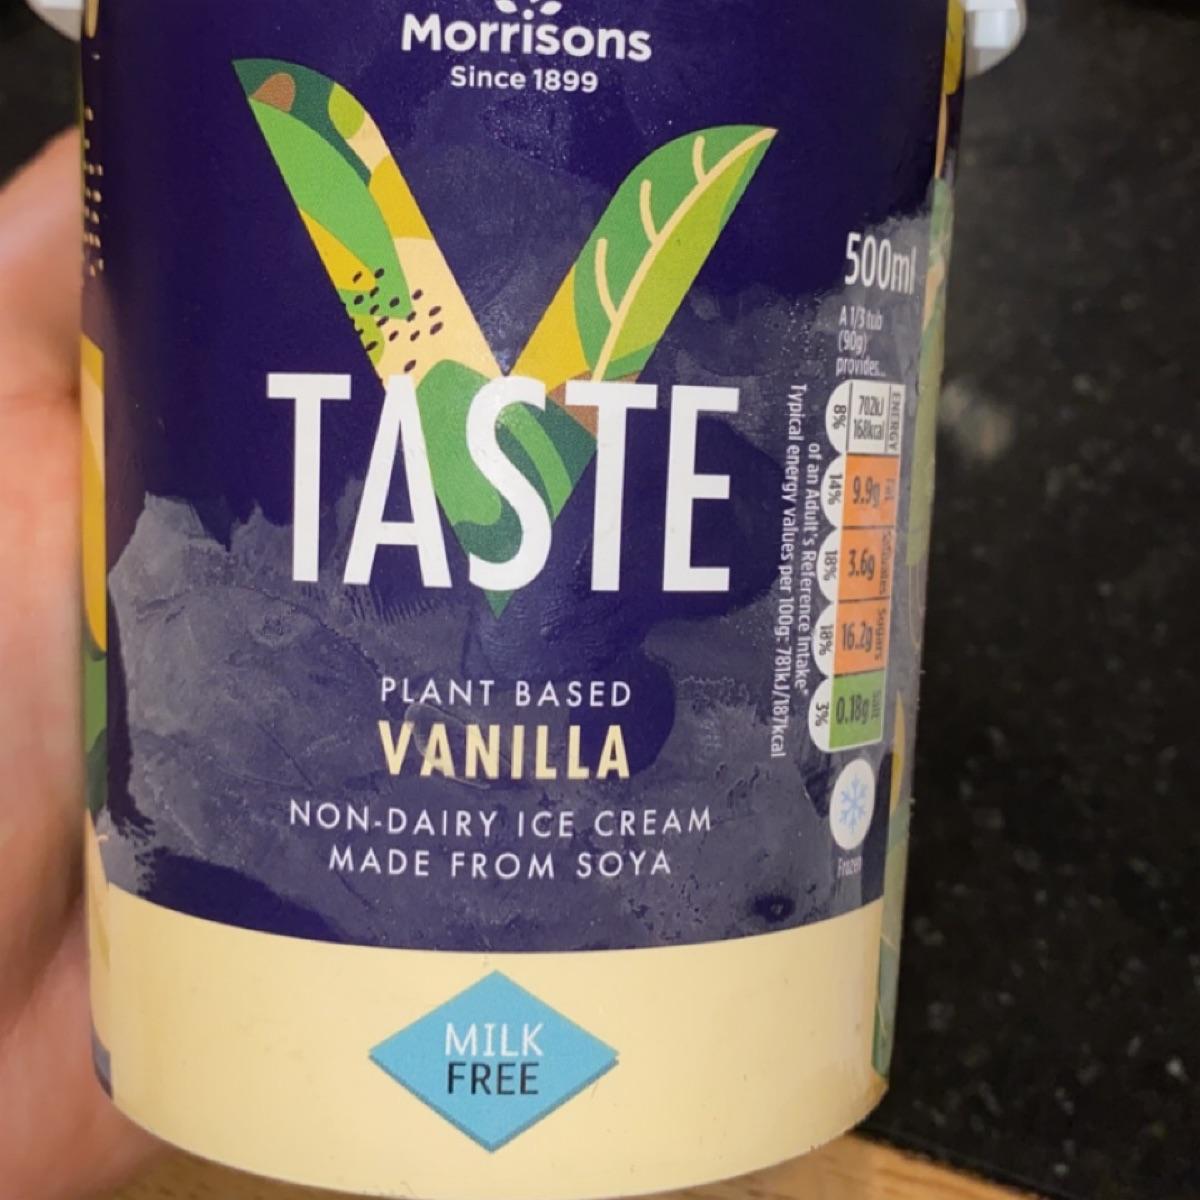 Morrisons
Since 1899
V
TASTE
PLANT BASED
VANILLA
NON-DAIRY ICE CREAM
MADE FROM SOYA
MILK
FREE
500ml
A 1/3 tub
(90g)
provides...
ENERGY
702kJ
168kcal
8%
Fat
9.9g
14%
Saturates
3.6g
18%
Sugars
16.2g
18%
Salt
0.18g
3%
of an Adult's Reference Intake*
Typical energy values per 100g: 781kJ/187kcal
Frozen